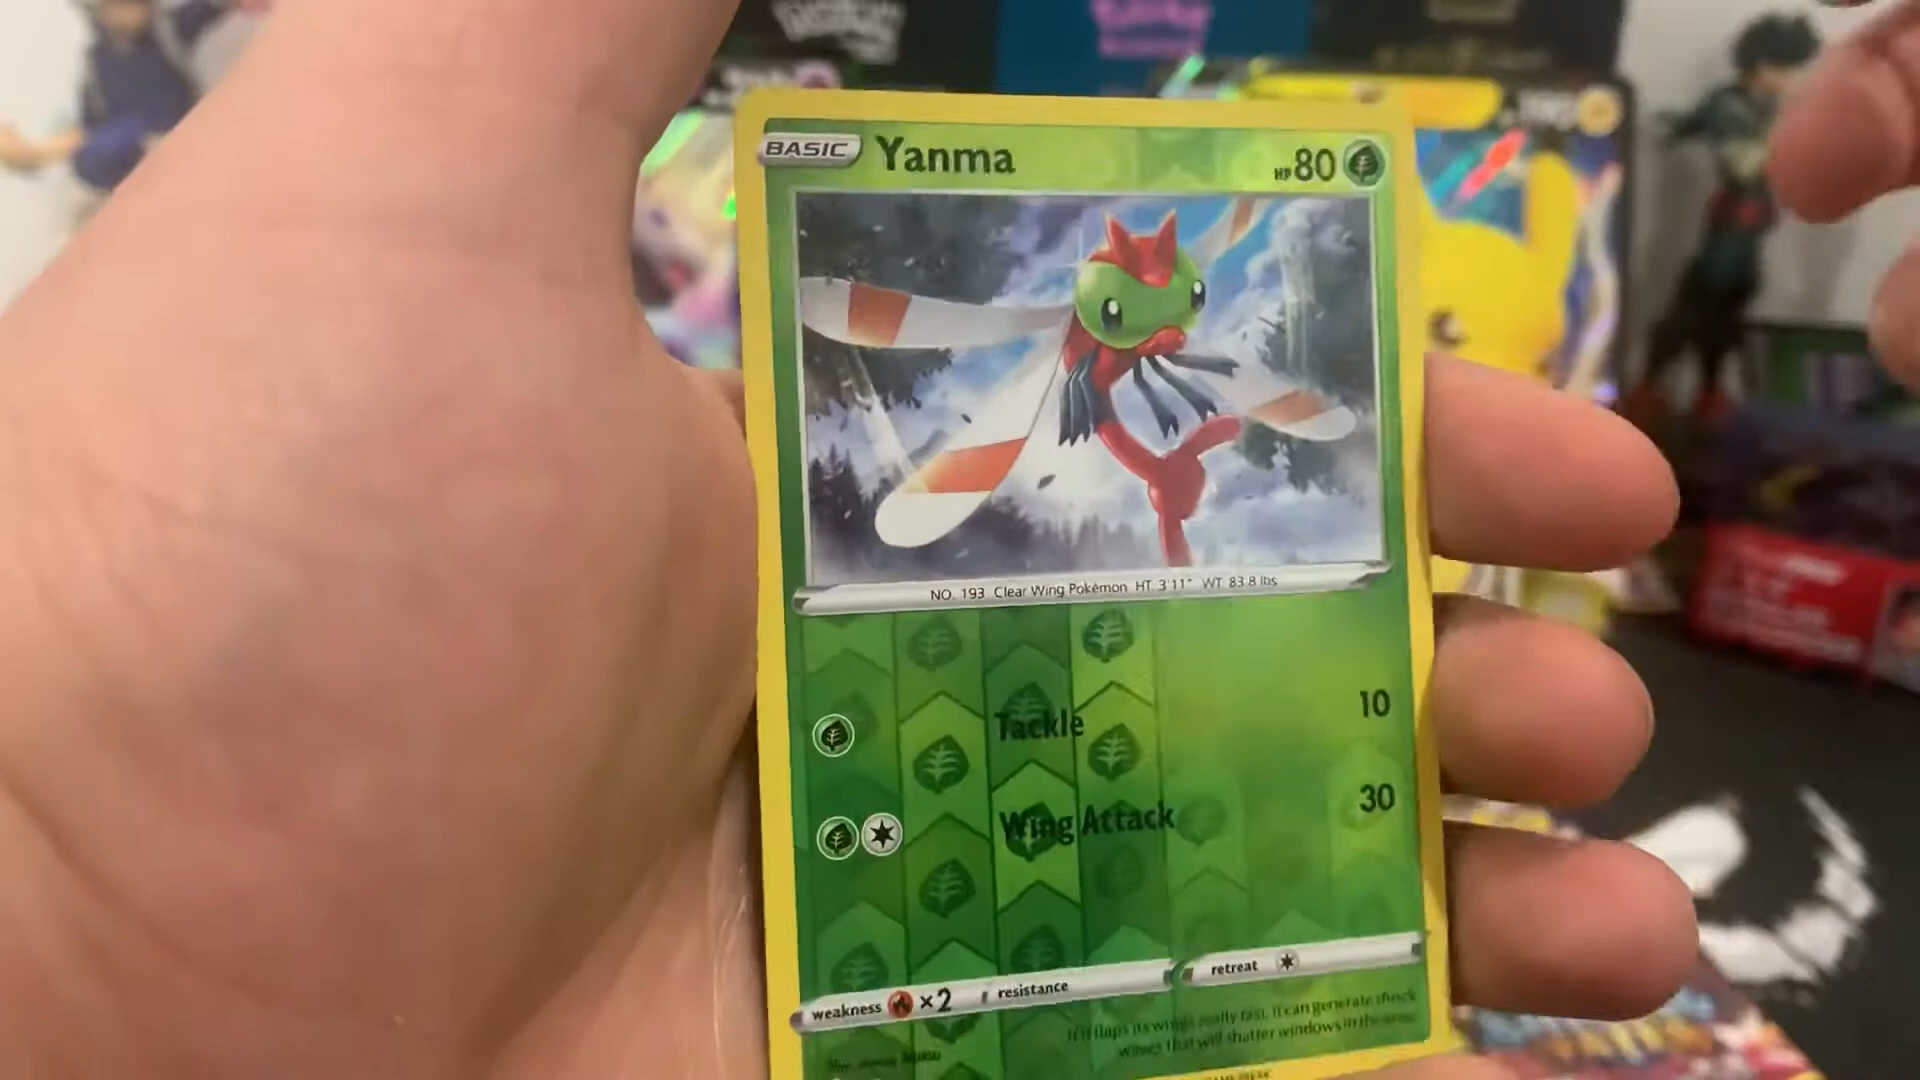 BASIC Yanma HP 80
NO. 193 Clear Wing Pokémon HT. 3'11" WT. 83.8 lbs
Tackle 10
Wing Attack 30
weakness ×2 resistance retreat
If it flaps its wings really fast, it can generate shock
waves that will shatter windows in the area.